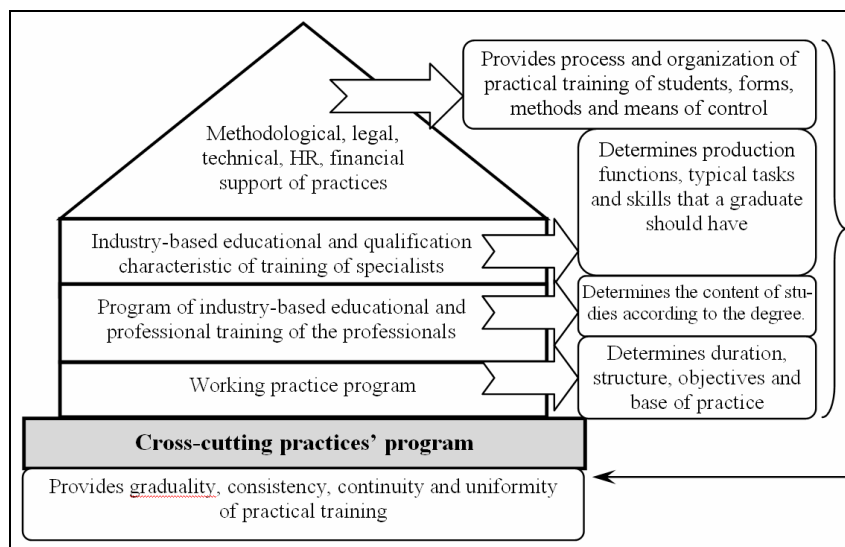 Provides process and organization of
practical training of students, forms,
methods and means of control
Methodological, legal,
technical, HR, financial
support of practices
Determines production
functions, typical tasks
and skills that a graduate
should have
Industry-based educational and qualification
characteristic of training of specialists
Program of industry-based educational and
professional training of the professionals
Determines the content of stu-
dies according to the degree.
Working practice program
Determines duration,
structure, objectives and
base of practice
Cross-cutting practices’ program
Provides graduality, consistency, continuity and uniformity
of practical training